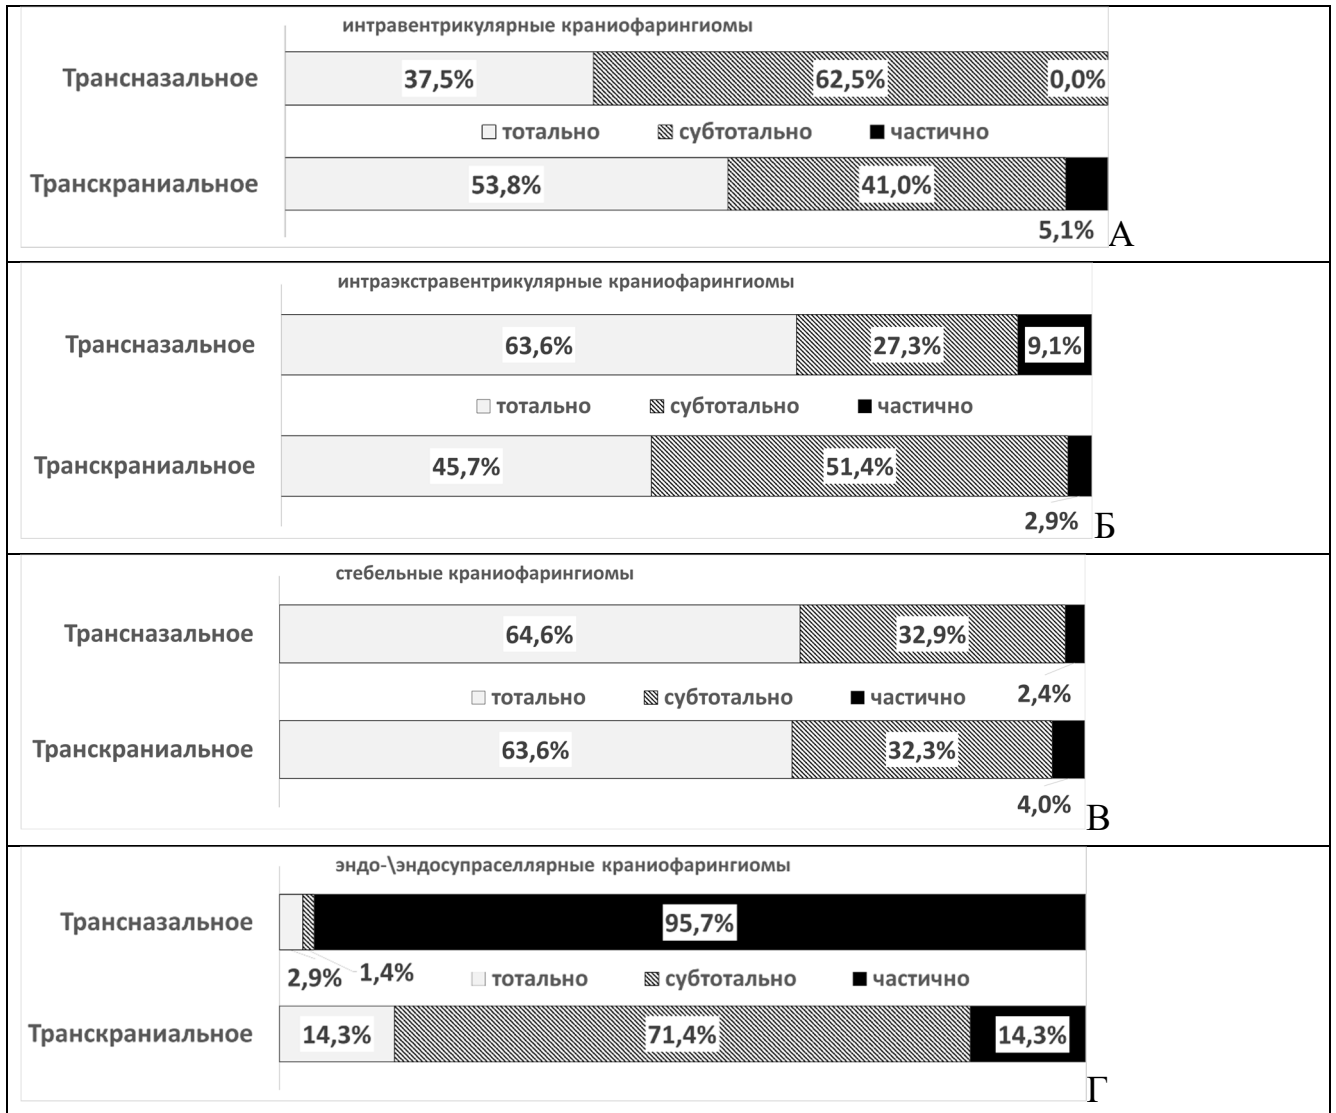 интравентрикулярные краниофарингиомы
Трансназальное 37,5% 62,5% 0,0%
тотально субтотально частично
Транскраниальное 53,8% 41,0%
5,1% А
интраэкстравентрикулярные краниофарингиомы
Трансназальное 63,6% 27,3% 9,1%
тотально субтотально частично
Транскраниальное 45,7% 51,4%
2,9% Б
стебельные краниофарингиомы
Трансназальное 64,6% 32,9%
тотально субтотально частично 2,4%
Транскраниальное 63,6% 32,3%
4,0% В
эндо-\эндосупраселлярные краниофарингиомы
Трансназальное 95,7%
2,9% 1,4% тотально субтотально частично
Транскраниальное 14,3% 71,4% 14,3%
Г